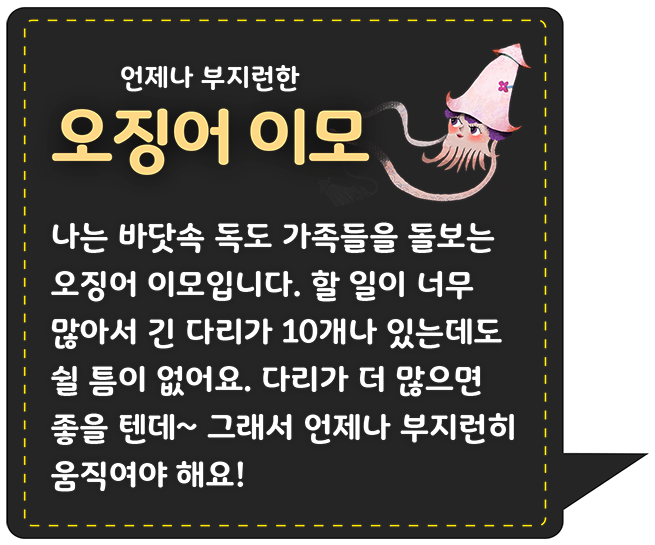 언제나 부지런한
오징어 이모
나는 바닷속 독도 가족들을 돌보는
오징어 이모입니다. 할 일이 너무
많아서 긴 다리가 10개나 있는데도
쉴 틈이 없어요. 다리가 더 많으면
좋을 텐데~ 그래서 언제나 부지런히
움직여야 해요!